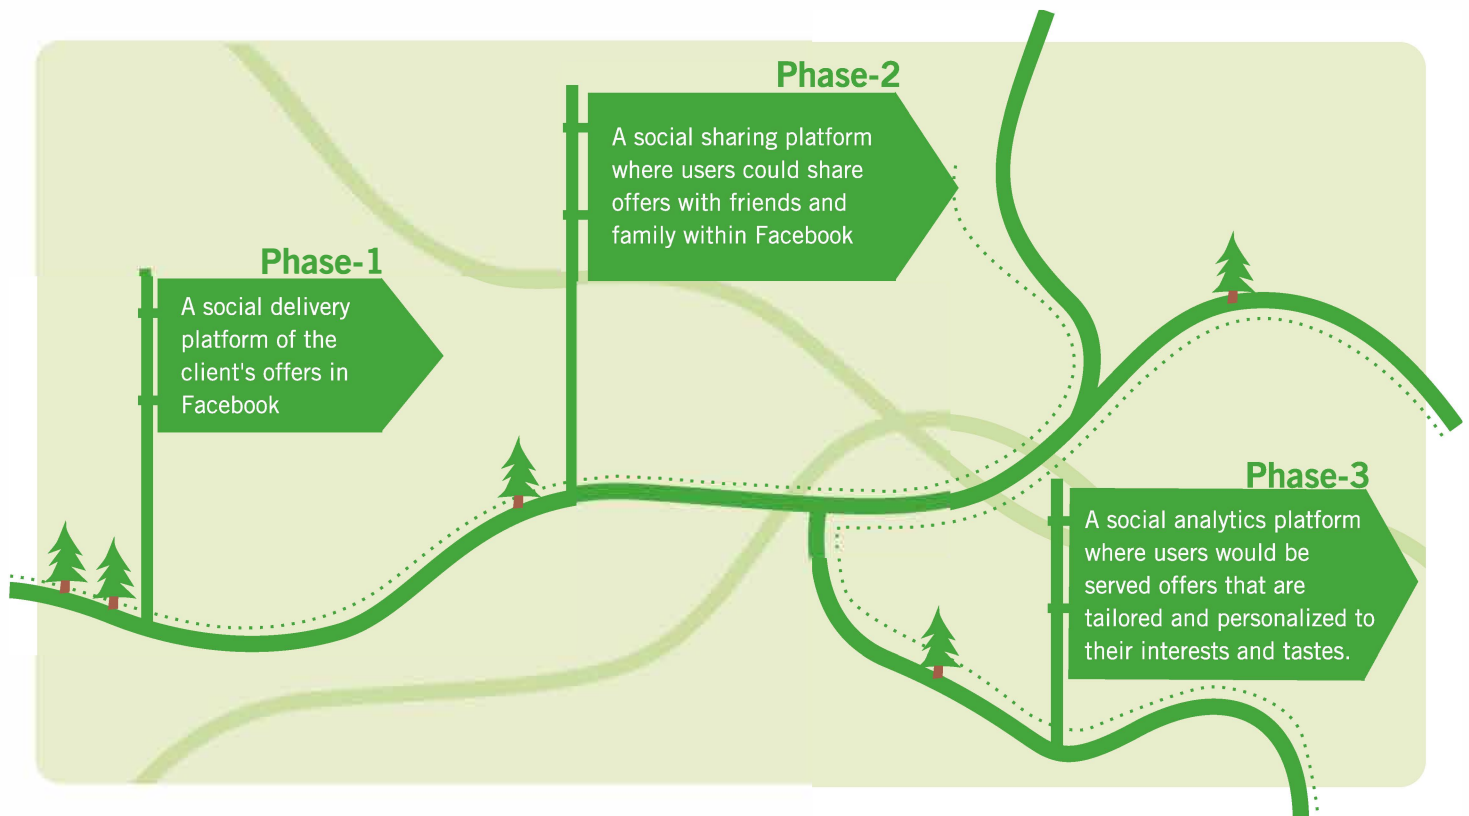 Phase-1
A social delivery
platform of the
client's offers in
Facebook
Phase-2
A social sharing platform
where users could share
offers with friends and
family within Facebook
Phase-3
A social analytics platform
where users would be
served offers that are
tailored and personalized to
their interests and tastes.